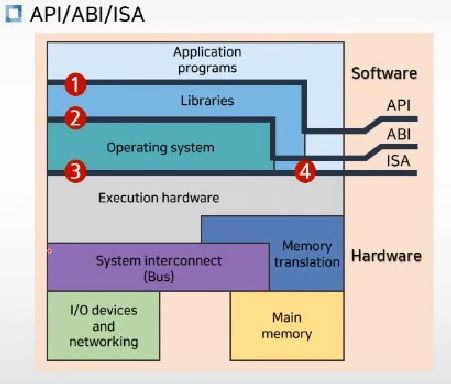 API/ABI/ISA
Application
programs
Software
1
Libraries
API
2
ABI
Operating system
ISA
3
4
Execution hardware
Memory
translation
Hardware
System interconnect
(Bus)
I/O devices
and
networking
Main
memory